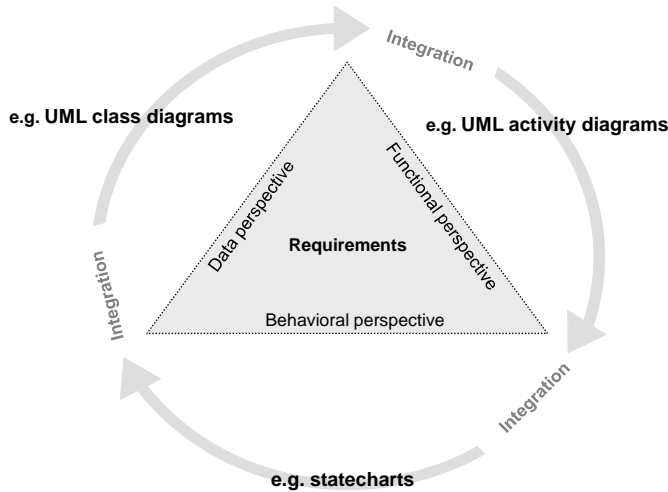 Integration
e.g. UML class diagrams
e.g. UML activity diagrams
Data perspective
Functional perspective
Requirements
Integration
Behavioral perspective
Integration
e.g. statecharts